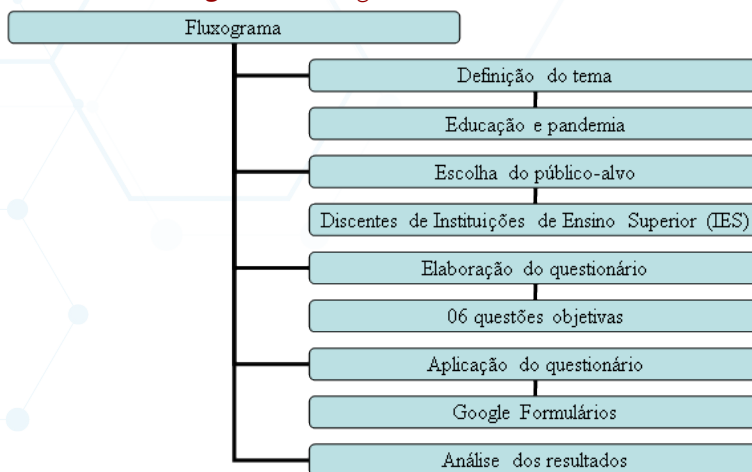 Fluxograma
Definição do tema
Educação e pandemia
Escolha do público-alvo
Discentes de Instituições de Ensino Superior (IES)
Elaboração do questionário
06 questões objetivas
Aplicação do questionário
Google Formulários
Análise dos resultados